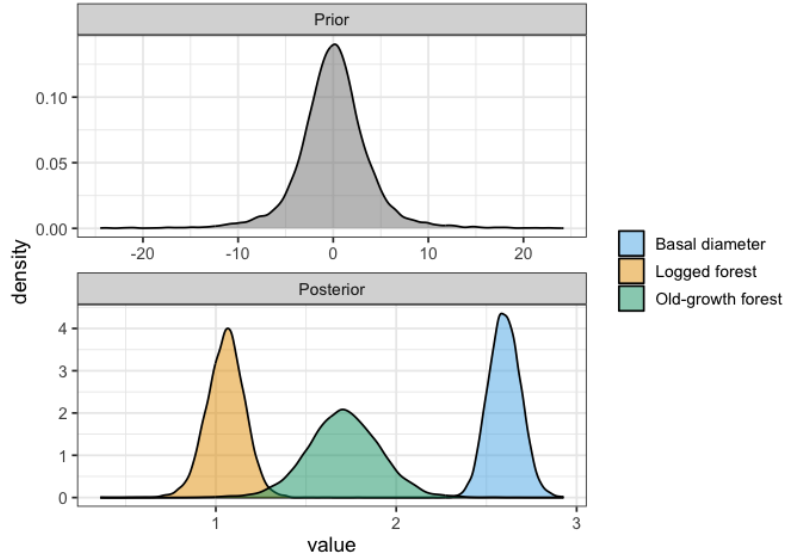 Prior
0.10
0.05
0.00
-20 -10 0 10 20
density
Posterior
4
3
2
1
0
1 2 3
value
Basal diameter
Logged forest
Old-growth forest